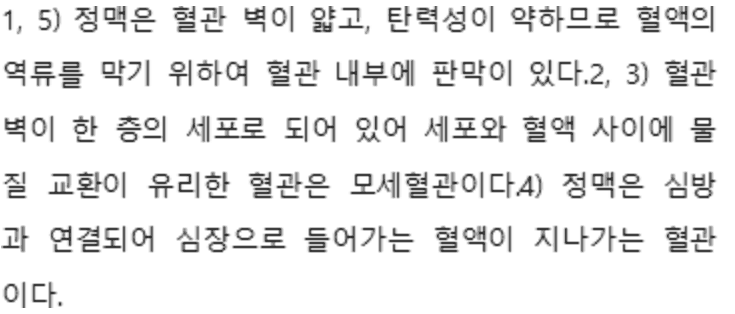 1, 5) 정맥은 혈관 벽이 얇고, 탄력성이 약하므로 혈액의
역류를 막기 위하여 혈관 내부에 판막이 있다.2, 3) 혈관
벽이 한 층의 세포로 되어 있어 세포와 혈액 사이에 물
질 교환이 유리한 혈관은 모세혈관이다.4) 정맥은 심방
과 연결되어 심장으로 들어가는 혈액이 지나가는 혈관
이다.